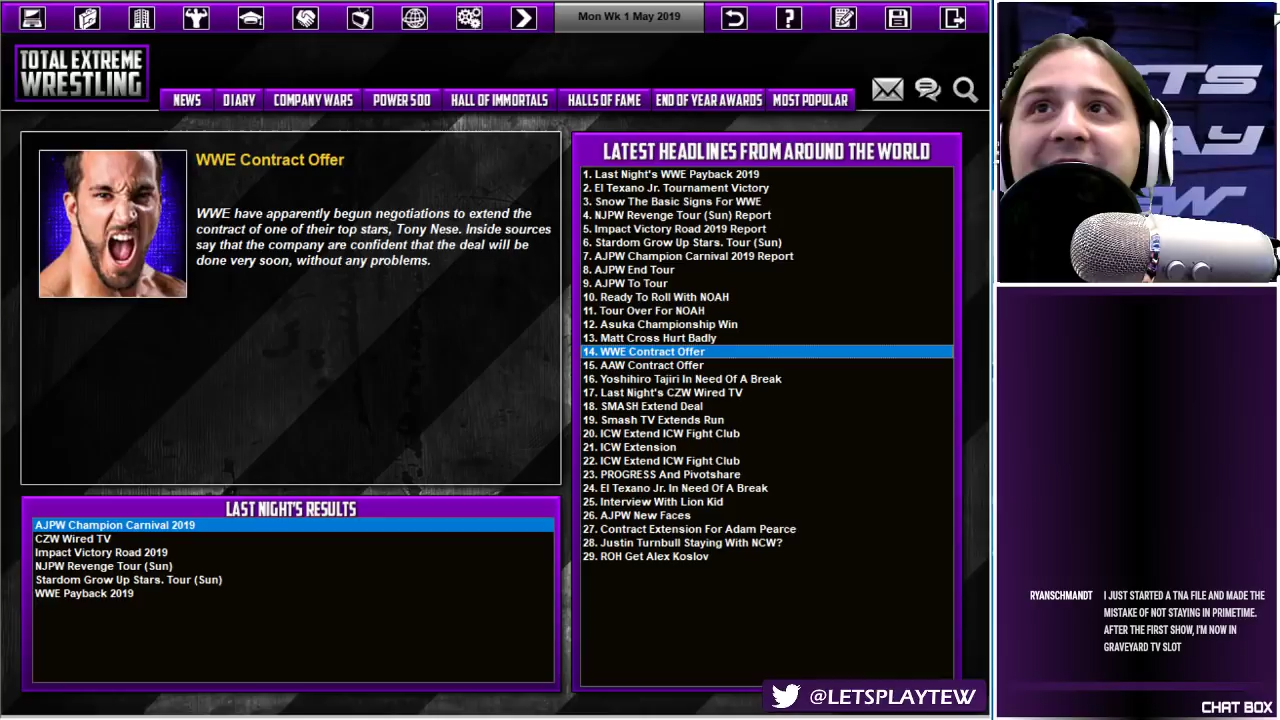 Mon Wk 1 May 2019
TOTAL EXTREME
WRESTLING
NEWS
DIARY
COMPANY WARS
POWER 500
HALL OF IMMORTALS
HALLS OF FAME
END OF YEAR AWARDS
MOST POPULAR
WWE Contract Offer
WWE have apparently begun negotiations to extend the
contract of one of their top stars, Tony Nese. Inside sources
say that the company are confident that the deal will be
done very soon, without any problems.
LAST NIGHT'S RESULTS
AJPW Champion Carnival 2019
CZW Wired TV
Impact Victory Road 2019
NJPW Revenge Tour (Sun)
Stardom Grow Up Stars. Tour (Sun)
WWE Payback 2019
LATEST HEADLINES FROM AROUND THE WORLD
1. Last Night's WWE Payback 2019
2. El Texano Jr. Tournament Victory
3. Snow The Basic Signs For WWE
4. NJPW Revenge Tour (Sun) Report
5. Impact Victory Road 2019 Report
6. Stardom Grow Up Stars. Tour (Sun)
7. AJPW Champion Carnival 2019 Report
8. AJPW End Tour
9. AJPW To Tour
10. Ready To Roll With NOAH
11. Tour Over For NOAH
12. Asuka Championship Win
13. Matt Cross Hurt Badly
14. WWE Contract Offer
15. AAW Contract Offer
16. Yoshihiro Tajiri In Need Of A Break
17. Last Night's CZW Wired TV
18. SMASH Extend Deal
19. Smash TV Extends Run
20. ICW Extend ICW Fight Club
21. ICW Extension
22. ICW Extend ICW Fight Club
23. PROGRESS And Pivotshare
24. El Texano Jr. In Need Of A Break
25. Interview With Lion Kid
26. AJPW New Faces
27. Contract Extension For Adam Pearce
28. Justin Turnbull Staying With NCW?
29. ROH Get Alex Koslov
@LETSPLAYTEW
RYANSCHMANDT
I JUST STARTED A TNA FILE AND MADE THE
MISTAKE OF NOT STAYING IN PRIMETIME.
AFTER THE FIRST SHOW, I'M NOW IN
GRAVEYARD TV SLOT
CHAT BOX